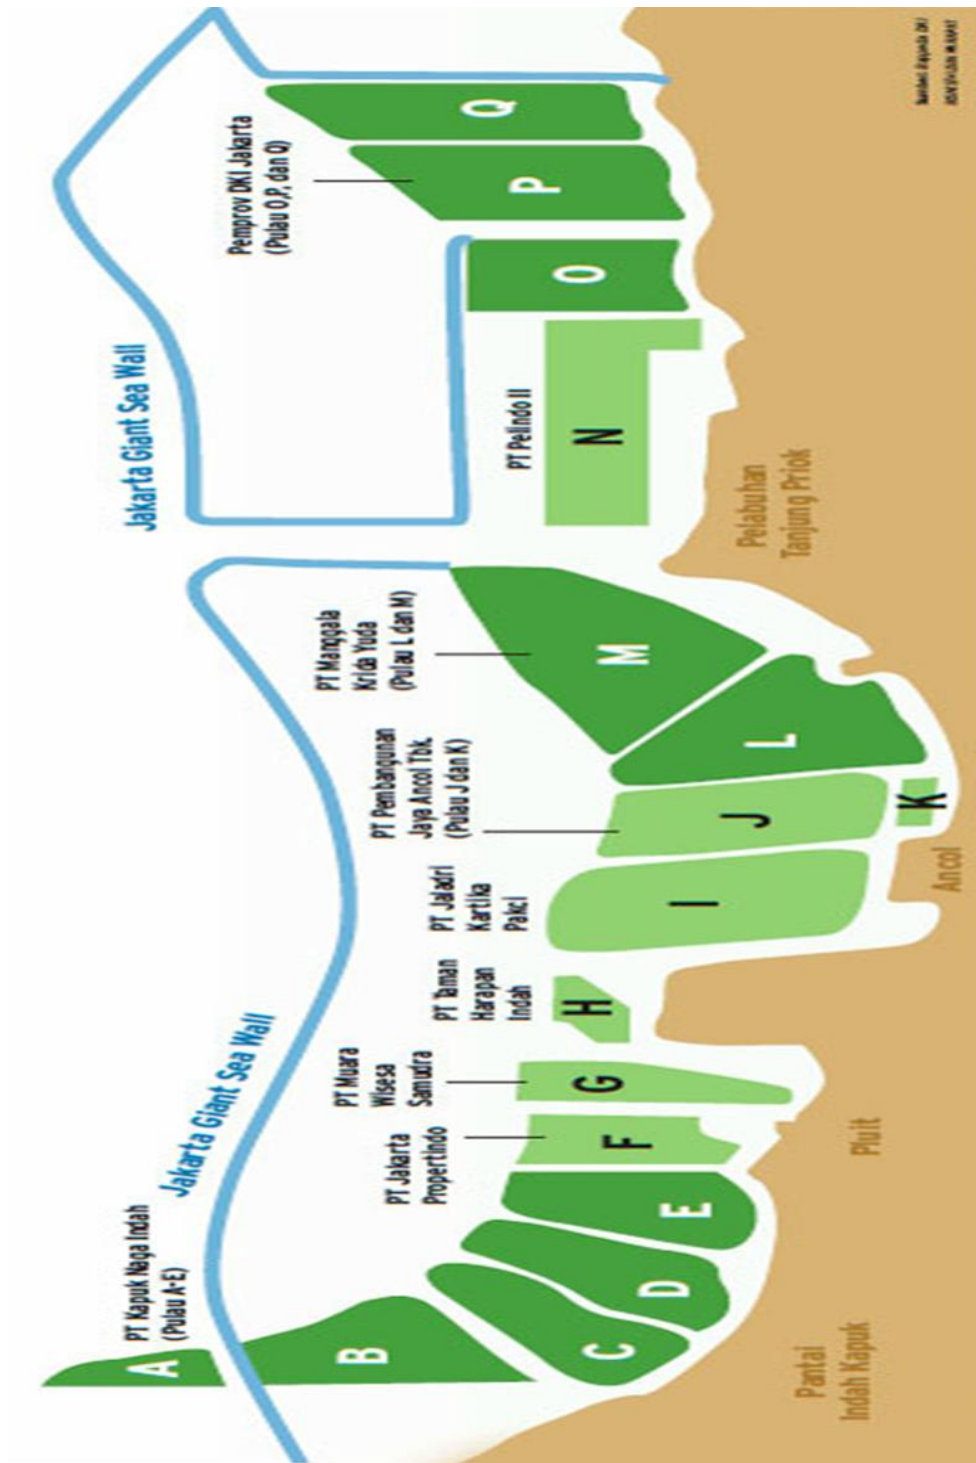 PT Kapuk Naga Indah
(Pulau A-E)
Jakarta Giant Sea Wall
PT Jakarta
Propertindo
PT Muara
Wisesa
Samudra
PT Taman
Harapan
Indah
PT Jaladri
Kartika
Pakci
PT Pembangunan
Jaya Ancol Tbk.
(Pulau J dan K)
PT Manggala
Krida Yuda
(Pulau L dan M)
Jakarta Giant Sea Wall
PT Pelindo II
Pemprov DKI Jakarta
(Pulau O,P, dan Q)
A
B
C
D
E
F
G
H
I
J
K
L
M
N
O
P
Q
Pantai
Indah Kapuk
Pluit
Ancol
Pelabuhan
Tanjung Priok